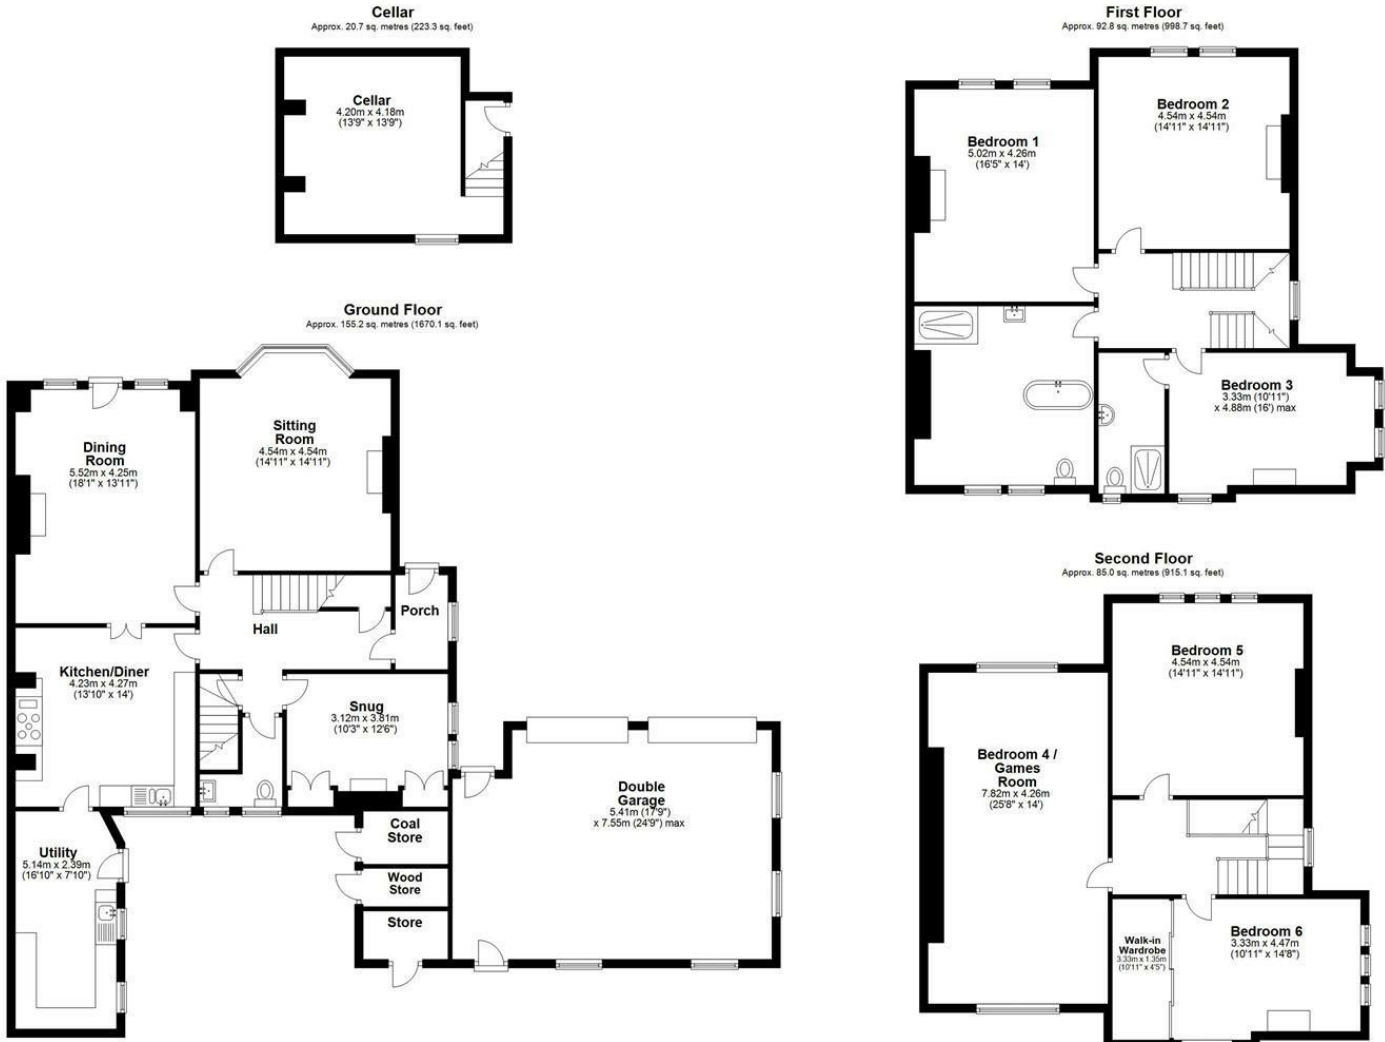 Cellar
Approx. 20.7 sq. metres (223.3 sq. feet)
Cellar
4.20m x 4.18m
(13'9" x 13'9")
Ground Floor
Approx. 155.2 sq. metres (1670.1 sq. feet)
Dining
Room
5.52m x 4.25m
(18'1" x 13'11")
Sitting
Room
4.54m x 4.54m
(14'11" x 14'11")
Porch
Hall
Kitchen/Diner
4.23m x 4.27m
(13'10" x 14')
Snug
3.12m x 3.81m
(10'3" x 12'6")
Double
Garage
5.41m (17'9")
x 7.55m (24'9") max
Coal
Store
Wood
Store
Store
Utility
5.14m x 2.39m
(16'10" x 7'10")
First Floor
Approx. 92.8 sq. metres (998.7 sq. feet)
Bedroom 1
5.02m x 4.26m
(16'5" x 14')
Bedroom 2
4.54m x 4.54m
(14'11" x 14'11")
Bedroom 3
3.33m (10'11")
x 4.88m (16') max
Second Floor
Approx. 85.0 sq. metres (915.1 sq. feet)
Bedroom 5
4.54m x 4.54m
(14'11" x 14'11")
Bedroom 4 /
Games
Room
7.82m x 4.26m
(25'8" x 14')
Walk-in
Wardrobe
3.33m x 1.35m
(10'11" x 4'5")
Bedroom 6
3.33m x 4.47m
(10'11" x 14'8")